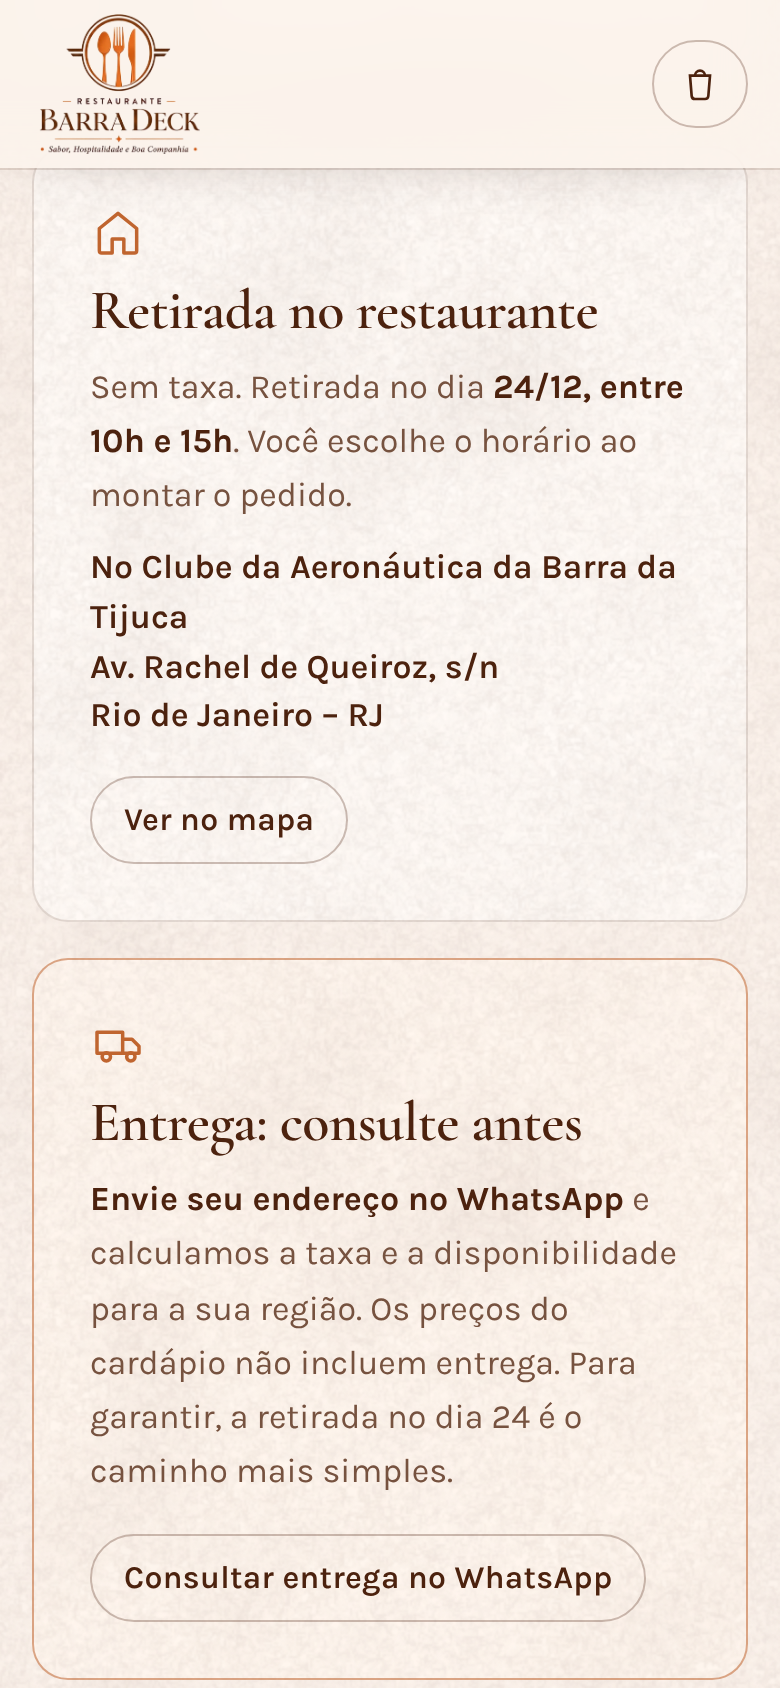 RESTAURANTE
BARRA DECK
Sabor, Hospitalidade e Boa Companhia
Retirada no restaurante
Sem taxa. Retirada no dia 24/12, entre
10h e 15h. Você escolhe o horário ao
montar o pedido.
No Clube da Aeronáutica da Barra da
Tijuca
Av. Rachel de Queiroz, s/n
Rio de Janeiro – RJ
Ver no mapa
Entrega: consulte antes
Envie seu endereço no WhatsApp e
calculamos a taxa e a disponibilidade
para a sua região. Os preços do
cardápio não incluem entrega. Para
garantir, a retirada no dia 24 é o
caminho mais simples.
Consultar entrega no WhatsApp